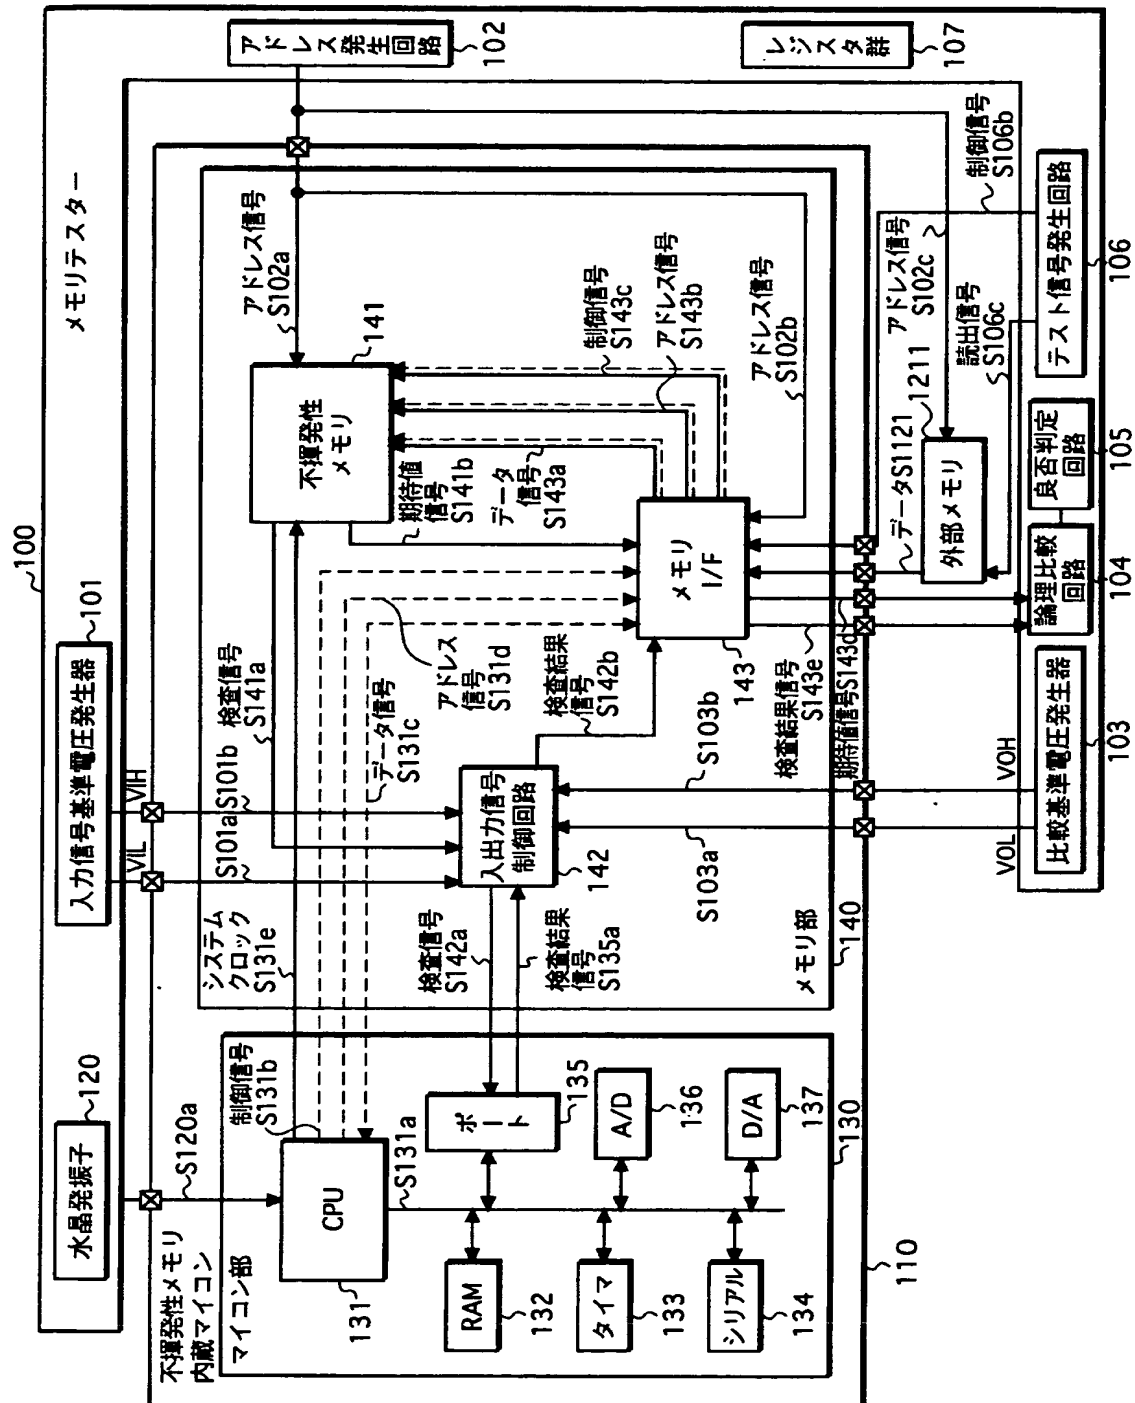 100
メモリテスター
水晶発振子
120
入力信号基準電圧発生器
101
アドレス発生回路
102
レジスタ群
107
S120a
VIL
VIH
S101a
S101b
検査信号
S141a
アドレス信号
S102a
不揮発性メモリ
内蔵マイコン
マイコン部
システム
クロック
S131e
制御信号
S131b
CPU
131
S131a
RAM
132
タイマ
133
シリアル
134
ポート
135
A/D
136
D/A
137
130
110
検査信号
S142a
検査結果
信号
S135a
入出力信号
制御回路
142
データ信号
S131c
アドレス
信号
S131d
検査結果
信号
S142b
不揮発性
メモリ
141
期待値
信号
S141b
データ
信号
S143a
制御信号
S143c
アドレス信号
S143b
アドレス信号
S102b
メモリ
I/F
143
メモリ部
140
S103a
S103b
検査結果信号
S143e
期待値信号S143d
データS1121
外部メモリ
1211
アドレス信号
S102c
読出信号
S106c
制御信号
S106b
VOL
VOH
比較基準電圧発生器
103
論理比較
回路
104
良否判定
回路
105
テスト信号発生回路
106